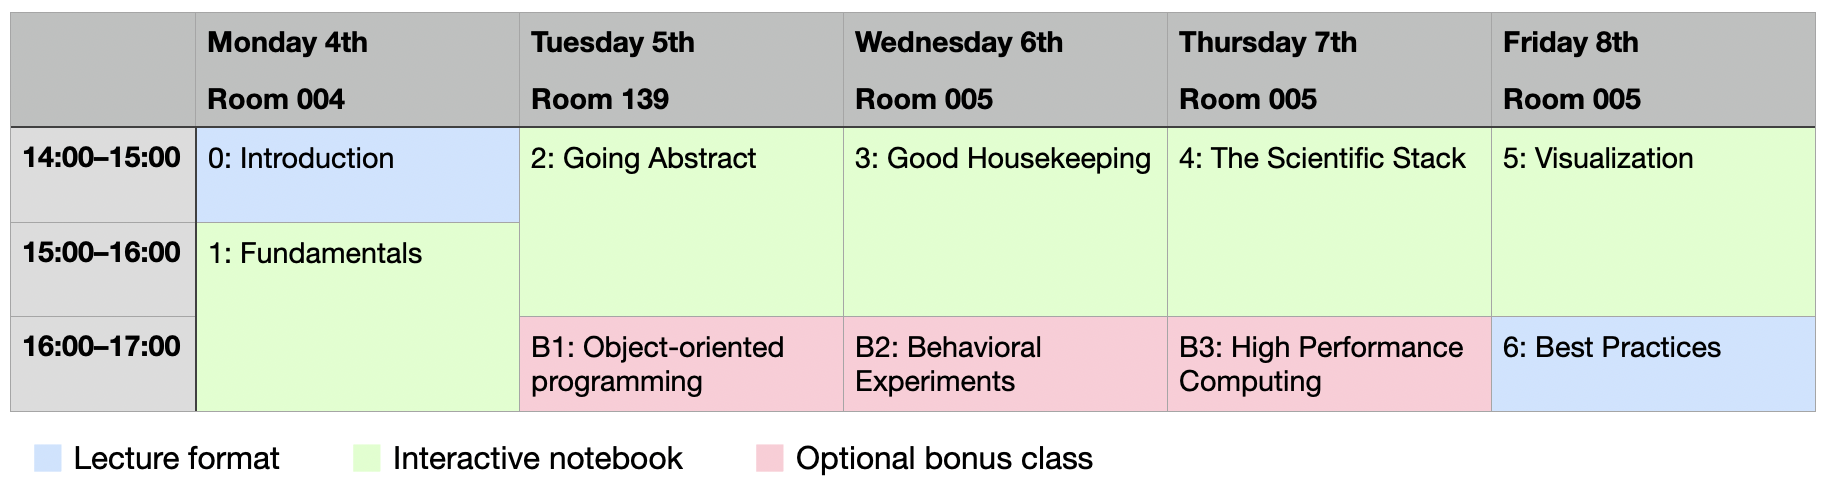 Monday 4th
Room 004
Tuesday 5th
Room 139
Wednesday 6th
Room 005
Thursday 7th
Room 005
Friday 8th
Room 005
14:00–15:00
0: Introduction
2: Going Abstract
3: Good Housekeeping
4: The Scientific Stack
5: Visualization
15:00–16:00
1: Fundamentals
16:00–17:00
B1: Object-oriented
programming
B2: Behavioral
Experiments
B3: High Performance
Computing
6: Best Practices
Lecture format
Interactive notebook
Optional bonus class